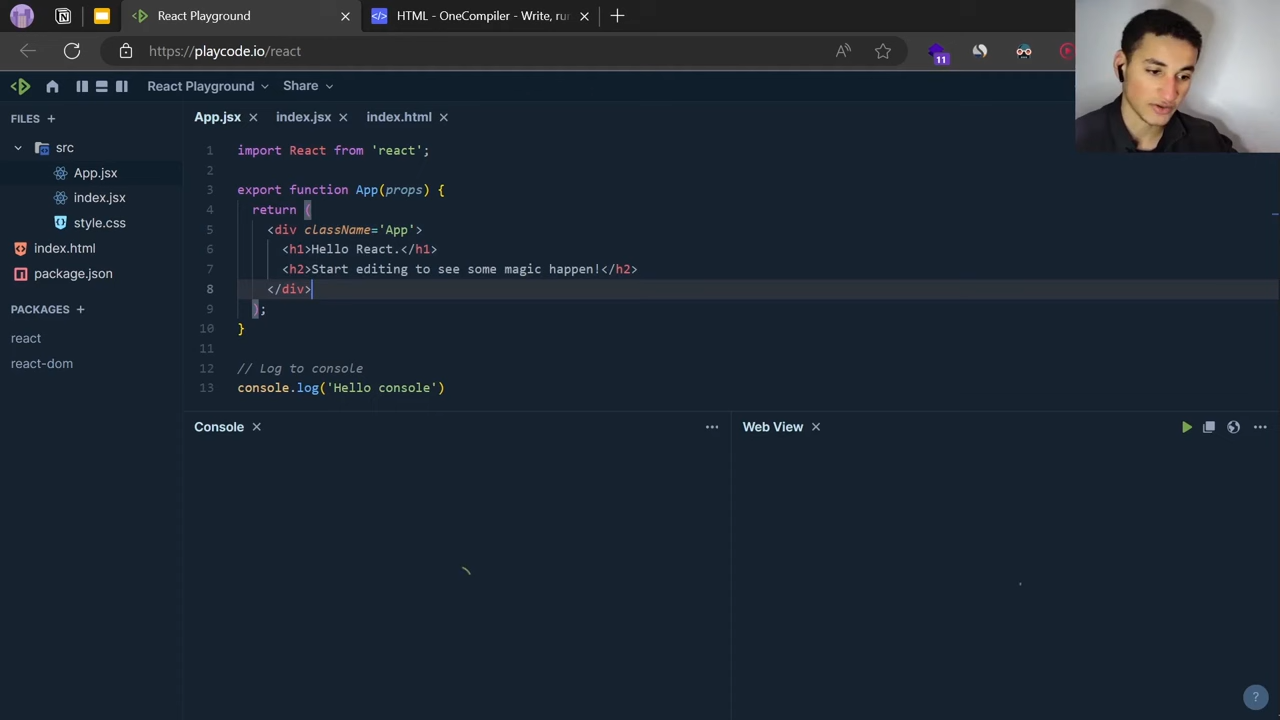 React Playground
HTML - OneCompiler - Write, ru
https://playcode.io/react
11
React Playground
Share
FILES +
App.jsx
index.jsx
index.html
src
App.jsx
index.jsx
style.css
index.html
package.json
PACKAGES +
react
react-dom
1 import React from 'react';
2
3 export function App(props) {
4 return (
5 <div className='App'>
6 <h1>Hello React.</h1>
7 <h2>Start editing to see some magic happen!</h2>
8 </div>
9 );
10 }
11
12 // Log to console
13 console.log('Hello console')
Console
Web View
?